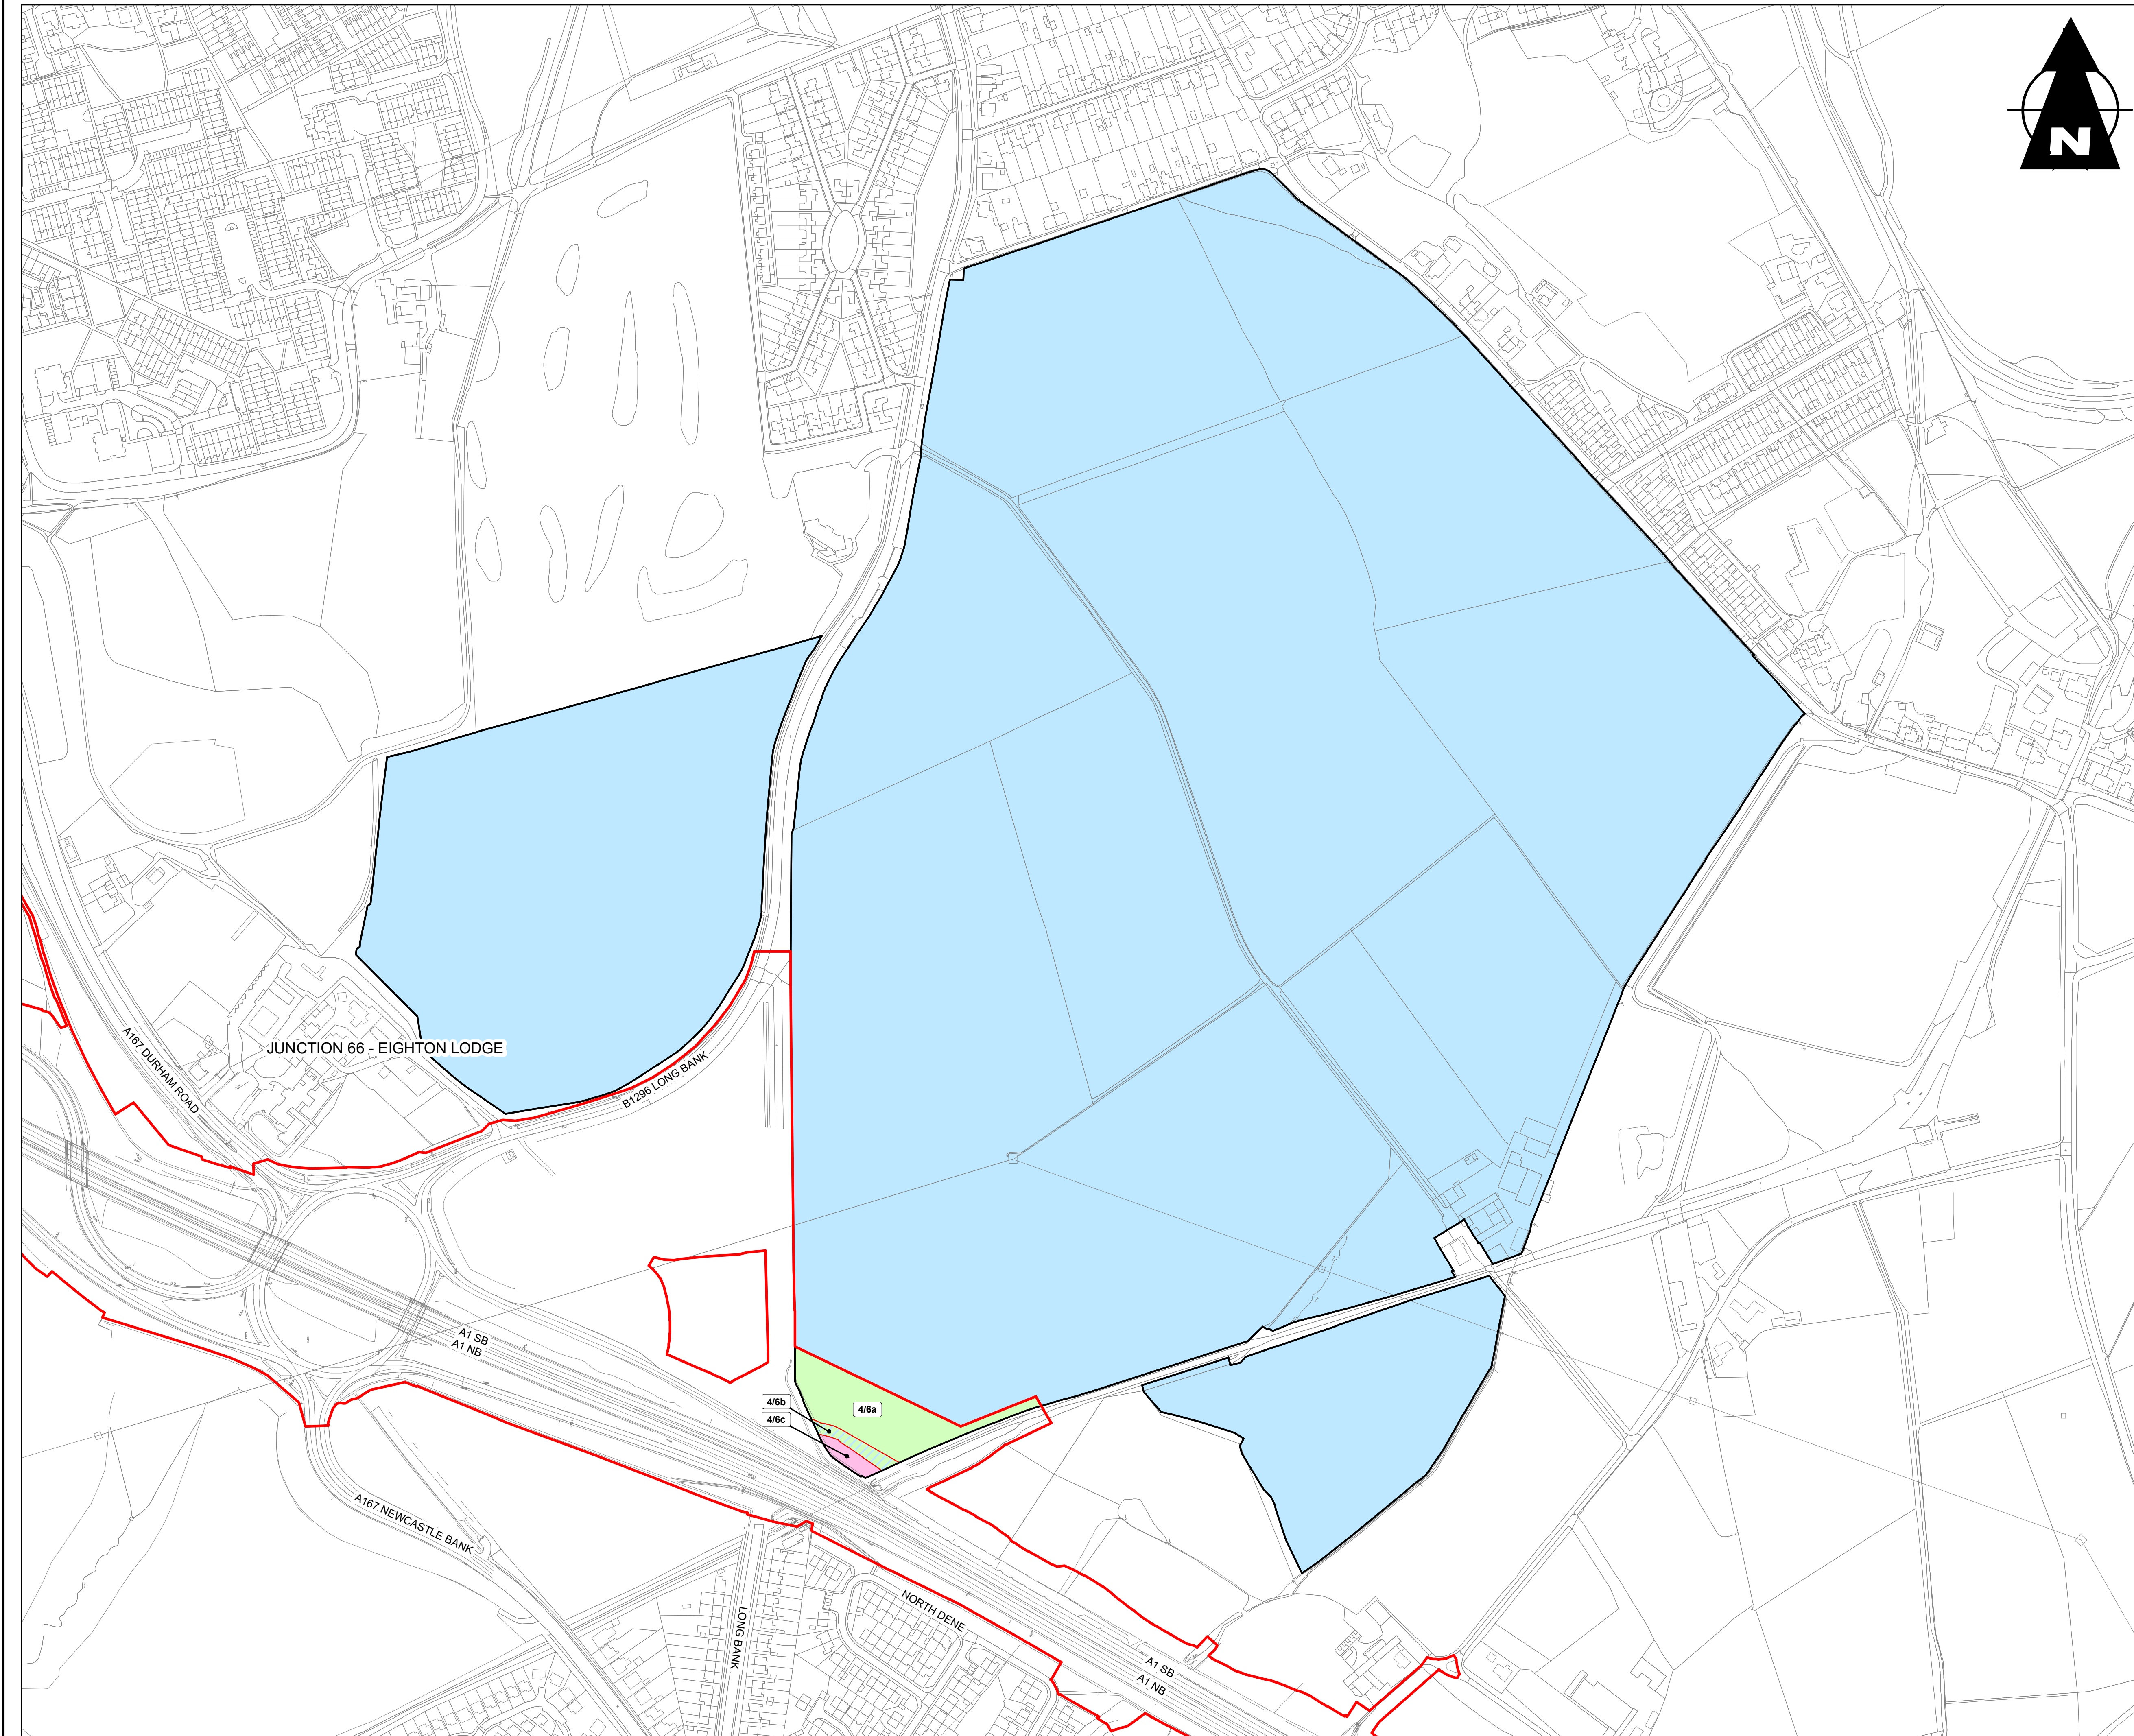 N
JUNCTION 66 - EIGHTON LODGE
A167 DURHAM ROAD
B1296 LONG BANK
A1 SB
A1 NB
4/6b
4/6a
4/6c
A167 NEWCASTLE BANK
LONG BANK
NORTH DENE
A1 SB
A1 NB